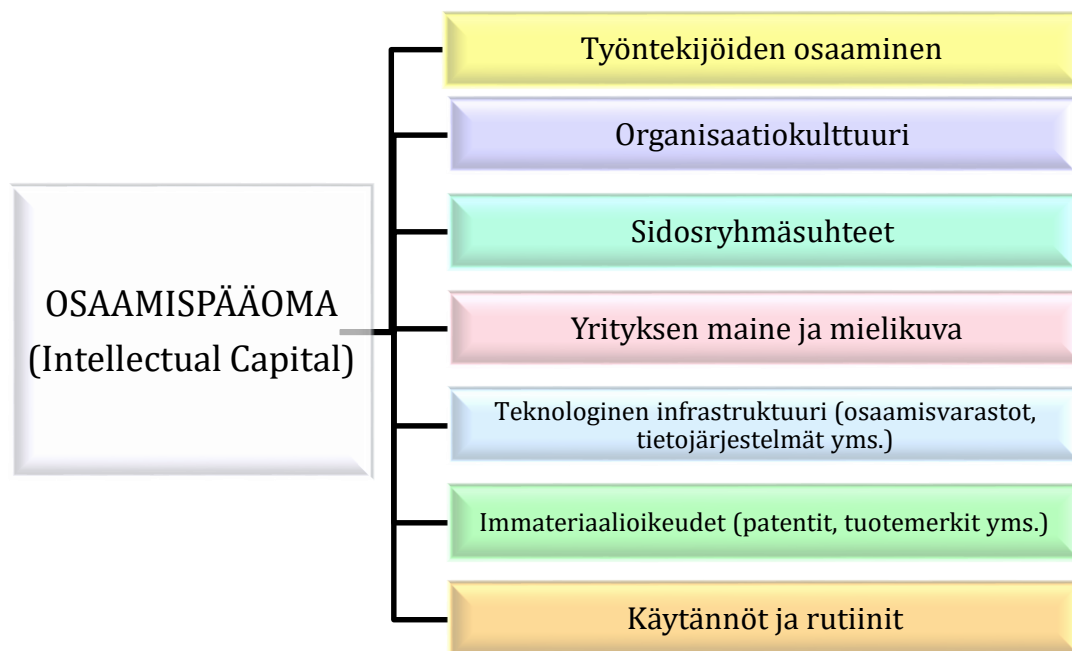 OSAAMISPÄÄOMA
(Intellectual Capital)
Työntekijöiden osaaminen
Organisaatiokulttuuri
Sidosryhmäsuhteet
Yrityksen maine ja mielikuva
Teknologinen infrastruktuuri (osaamisvarastot,
tietojärjestelmät yms.)
Immateriaalioikeudet (patentit, tuotemerkit yms.)
Käytännöt ja rutiinit